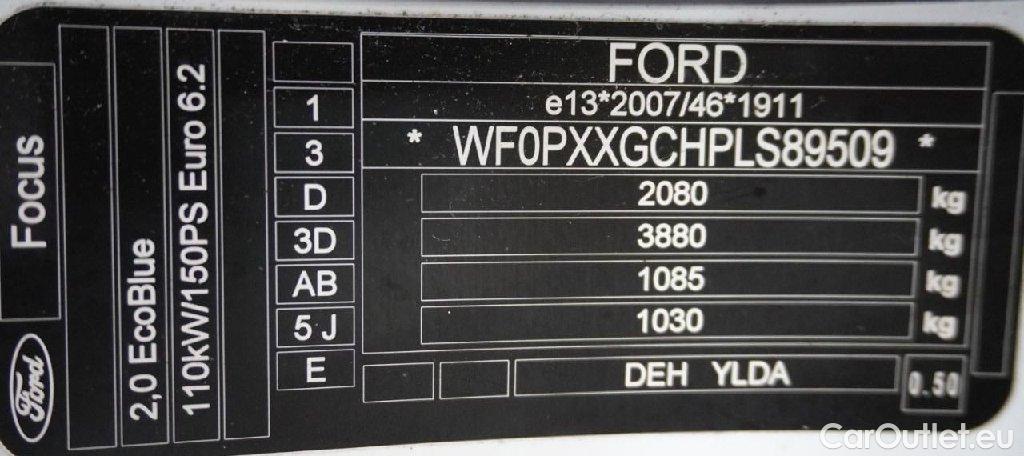 FORD
e13*2007/46*1911
* WF0PXXGCHPLS89509 *
2080 kg
3880 kg
1085 kg
1030 kg
DEH YLDA
0.50
1
3
D
3D
AB
5 J
E
Focus
2,0 EcoBlue
110kW/150PS Euro 6.2
Ford
CarOutlet.eu